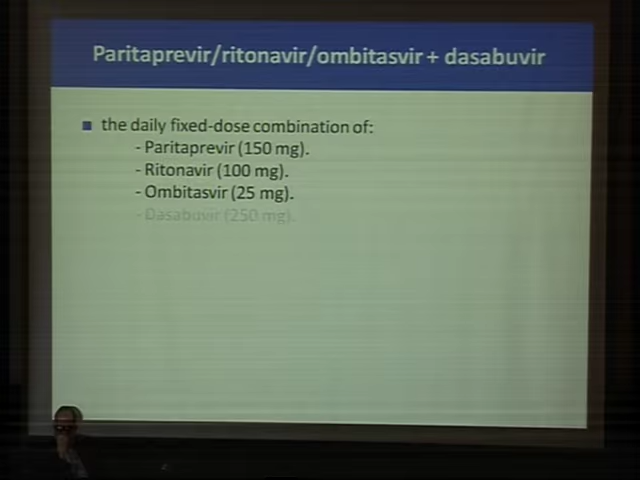 Paritaprevir/ritonavir/ombitasvir + dasabuvir
the daily fixed-dose combination of:
- Paritaprevir (150 mg).
- Ritonavir (100 mg).
- Ombitasvir (25 mg).
- Dasabuvir (250 mg).